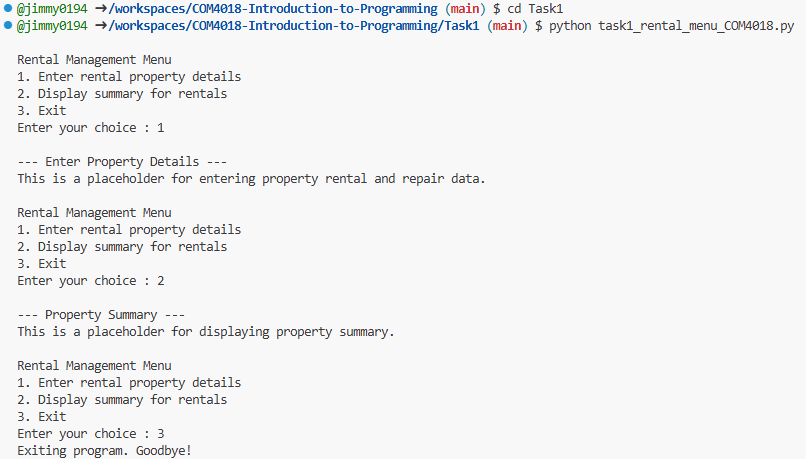 @jimmy0194 ➜/workspaces/COM4018-Introduction-to-Programming (main) $ cd Task1
@jimmy0194 ➜/workspaces/COM4018-Introduction-to-Programming/Task1 (main) $ python task1_rental_menu_COM4018.py
Rental Management Menu
1. Enter rental property details
2. Display summary for rentals
3. Exit
Enter your choice : 1
--- Enter Property Details ---
This is a placeholder for entering property rental and repair data.
Rental Management Menu
1. Enter rental property details
2. Display summary for rentals
3. Exit
Enter your choice : 2
--- Property Summary ---
This is a placeholder for displaying property summary.
Rental Management Menu
1. Enter rental property details
2. Display summary for rentals
3. Exit
Enter your choice : 3
Exiting program. Goodbye!